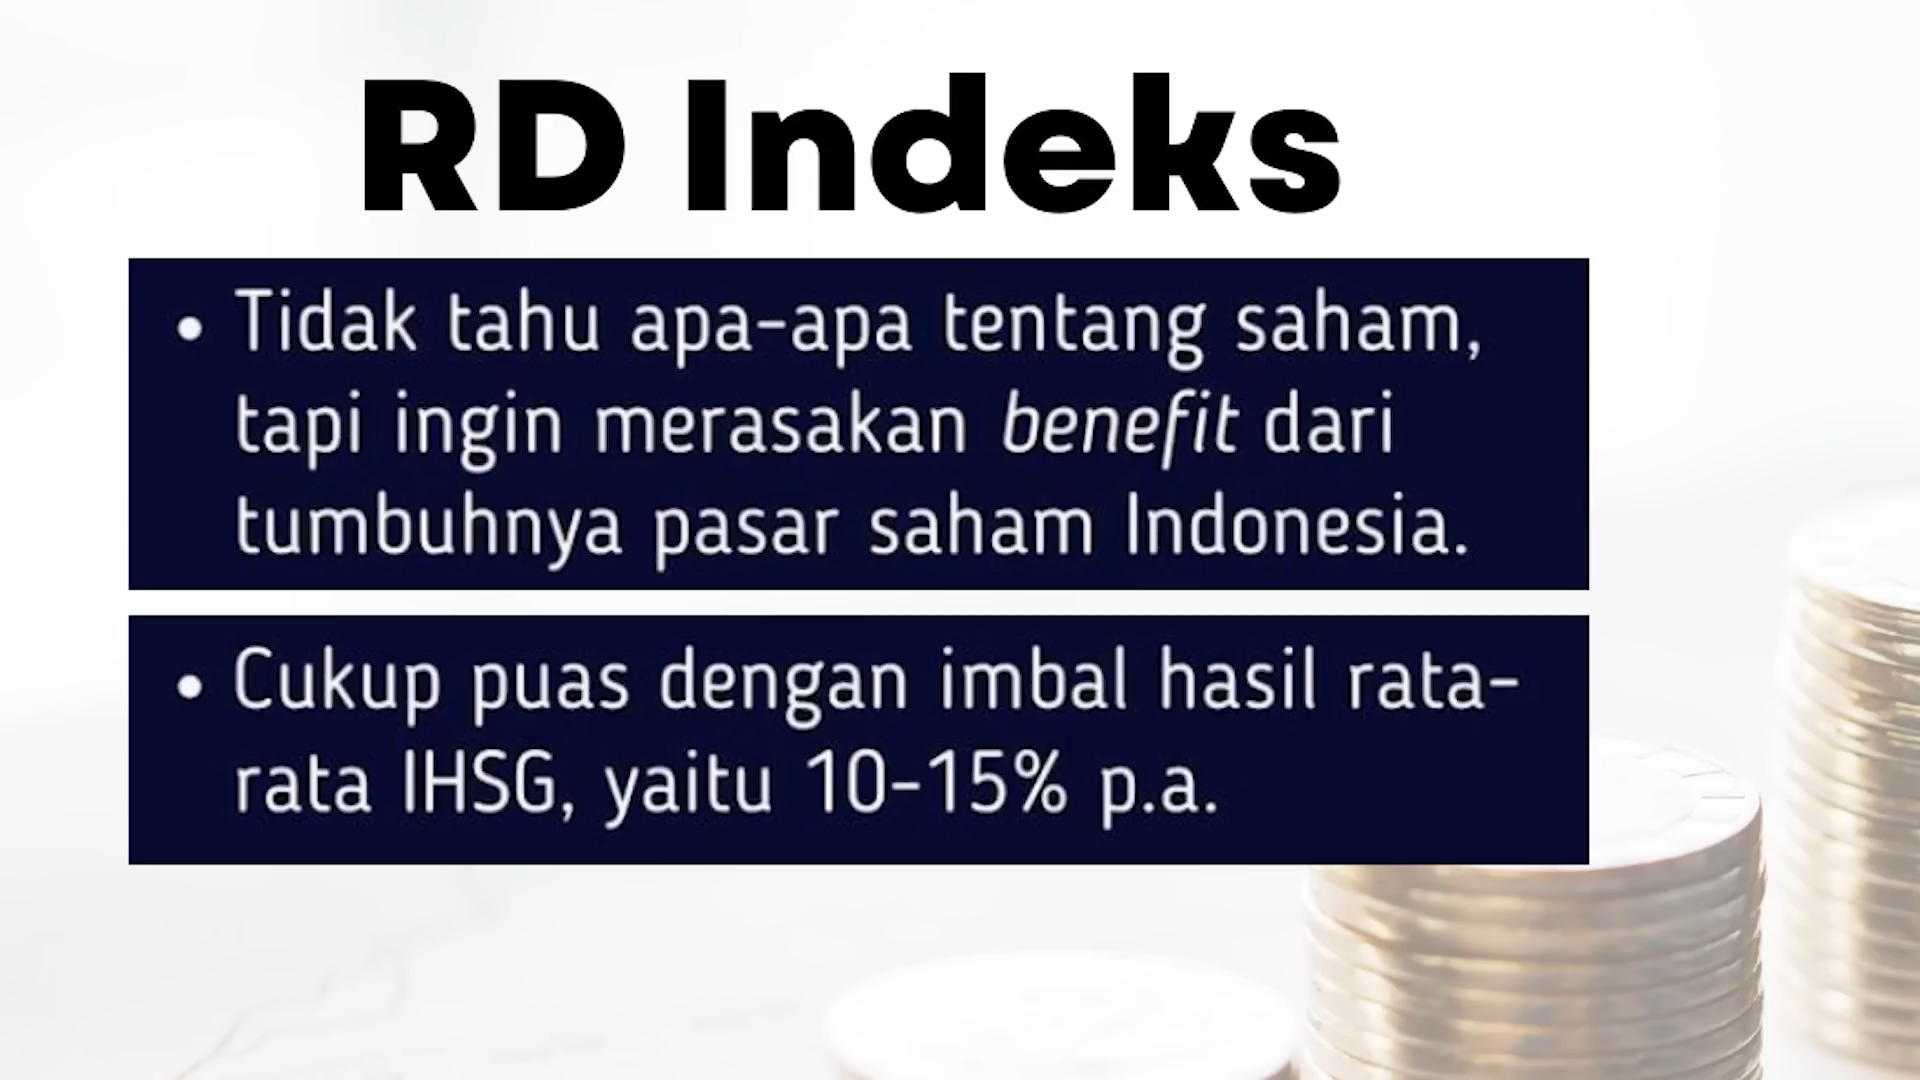 RD Indeks
• Tidak tahu apa-apa tentang saham,
tapi ingin merasakan benefit dari
tumbuhnya pasar saham Indonesia.
• Cukup puas dengan imbal hasil rata-
rata IHSG, yaitu 10-15% p.a.